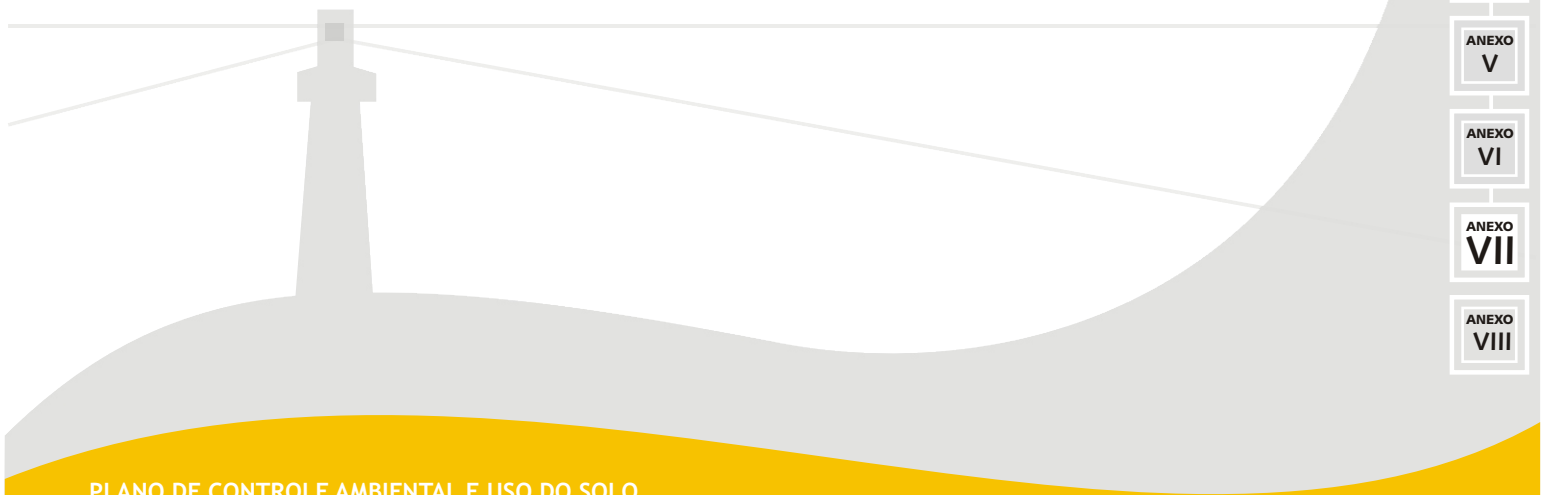 ANEXO
V
ANEXO
VI
ANEXO
VII
ANEXO
VIII
PLANO DE CONTROLE AMBIENTAL E USO DO SOLO